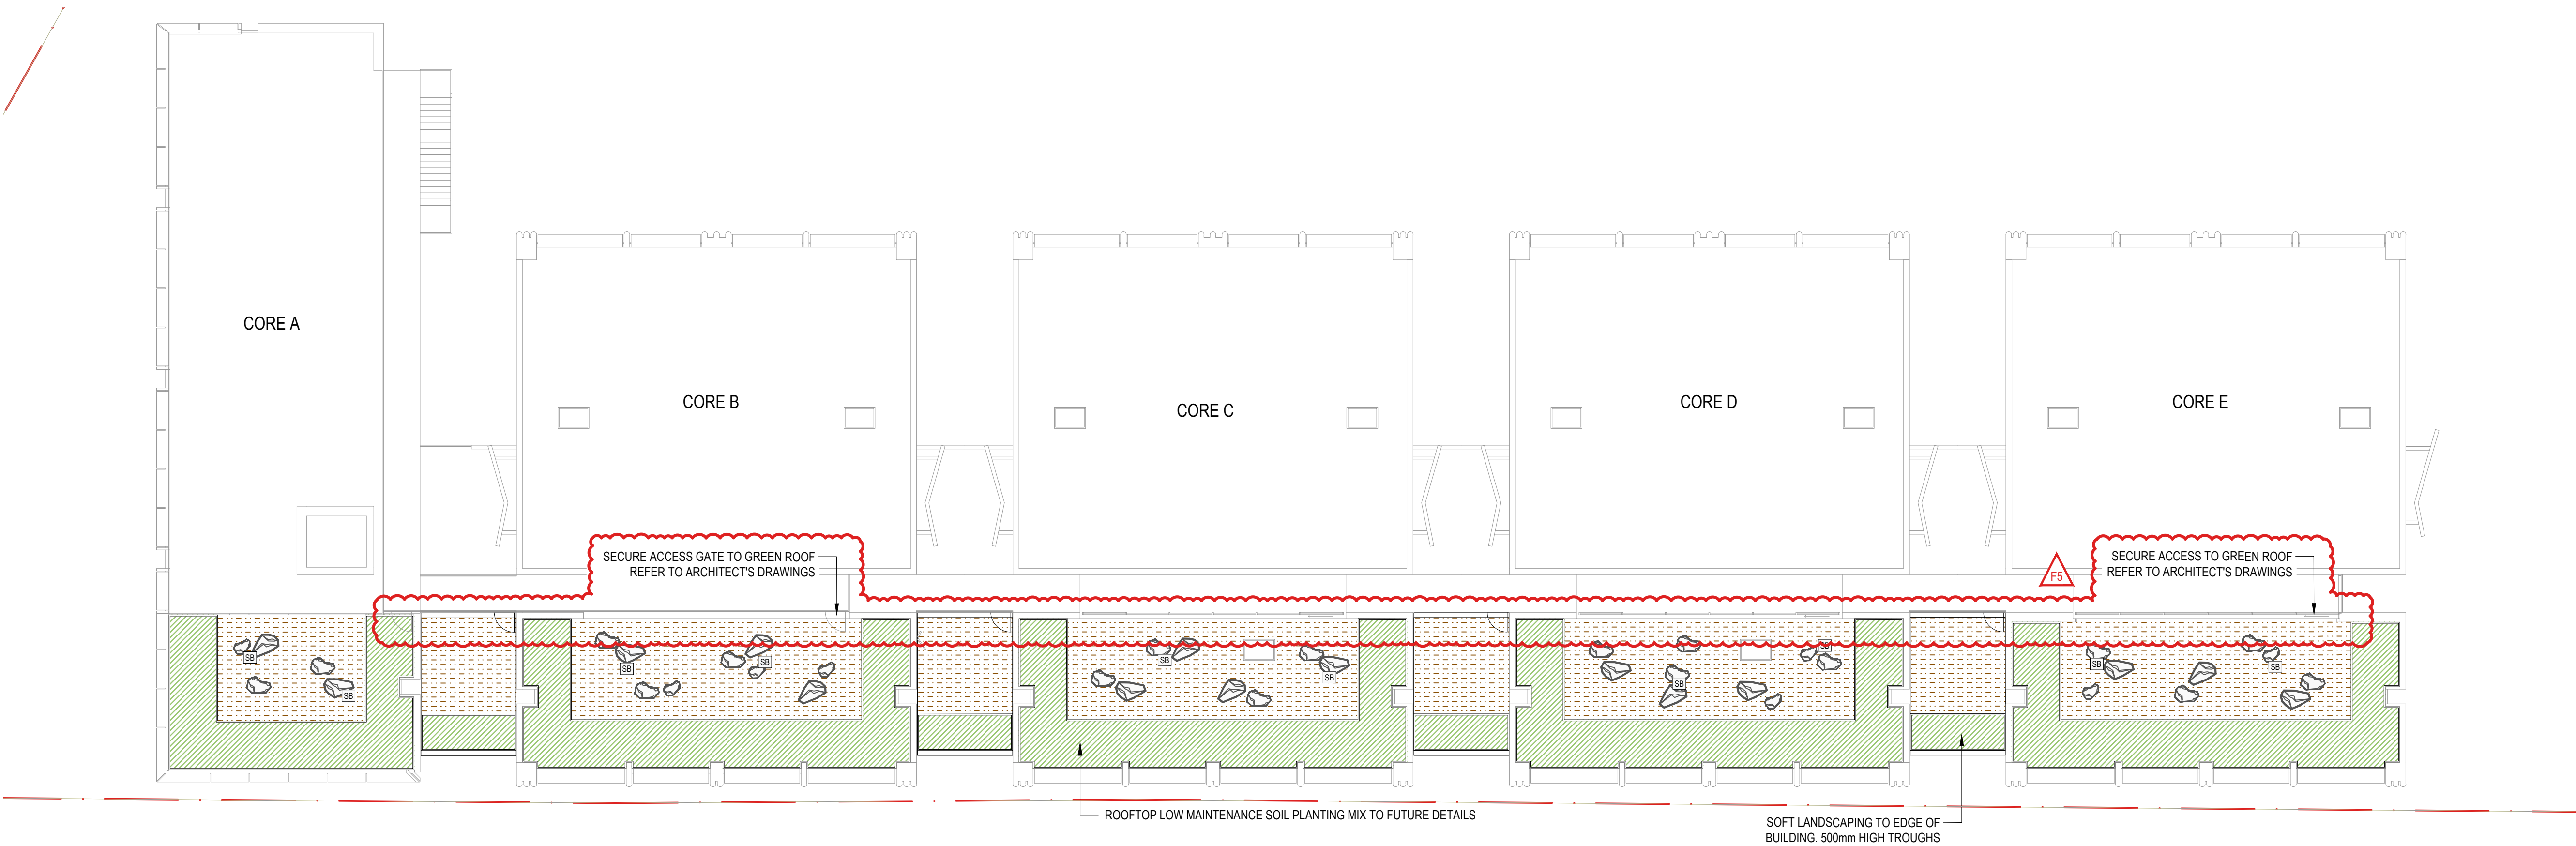 CORE A
CORE B
CORE C
CORE D
CORE E
SECURE ACCESS GATE TO GREEN ROOF
REFER TO ARCHITECT'S DRAWINGS
F5
SECURE ACCESS TO GREEN ROOF
REFER TO ARCHITECT'S DRAWINGS
SB
SB
SB
SB
SB
SB
SB
SB
SB
SB
ROOFTOP LOW MAINTENANCE SOIL PLANTING MIX TO FUTURE DETAILS
SOFT LANDSCAPING TO EDGE OF
BUILDING. 500mm HIGH TROUGHS